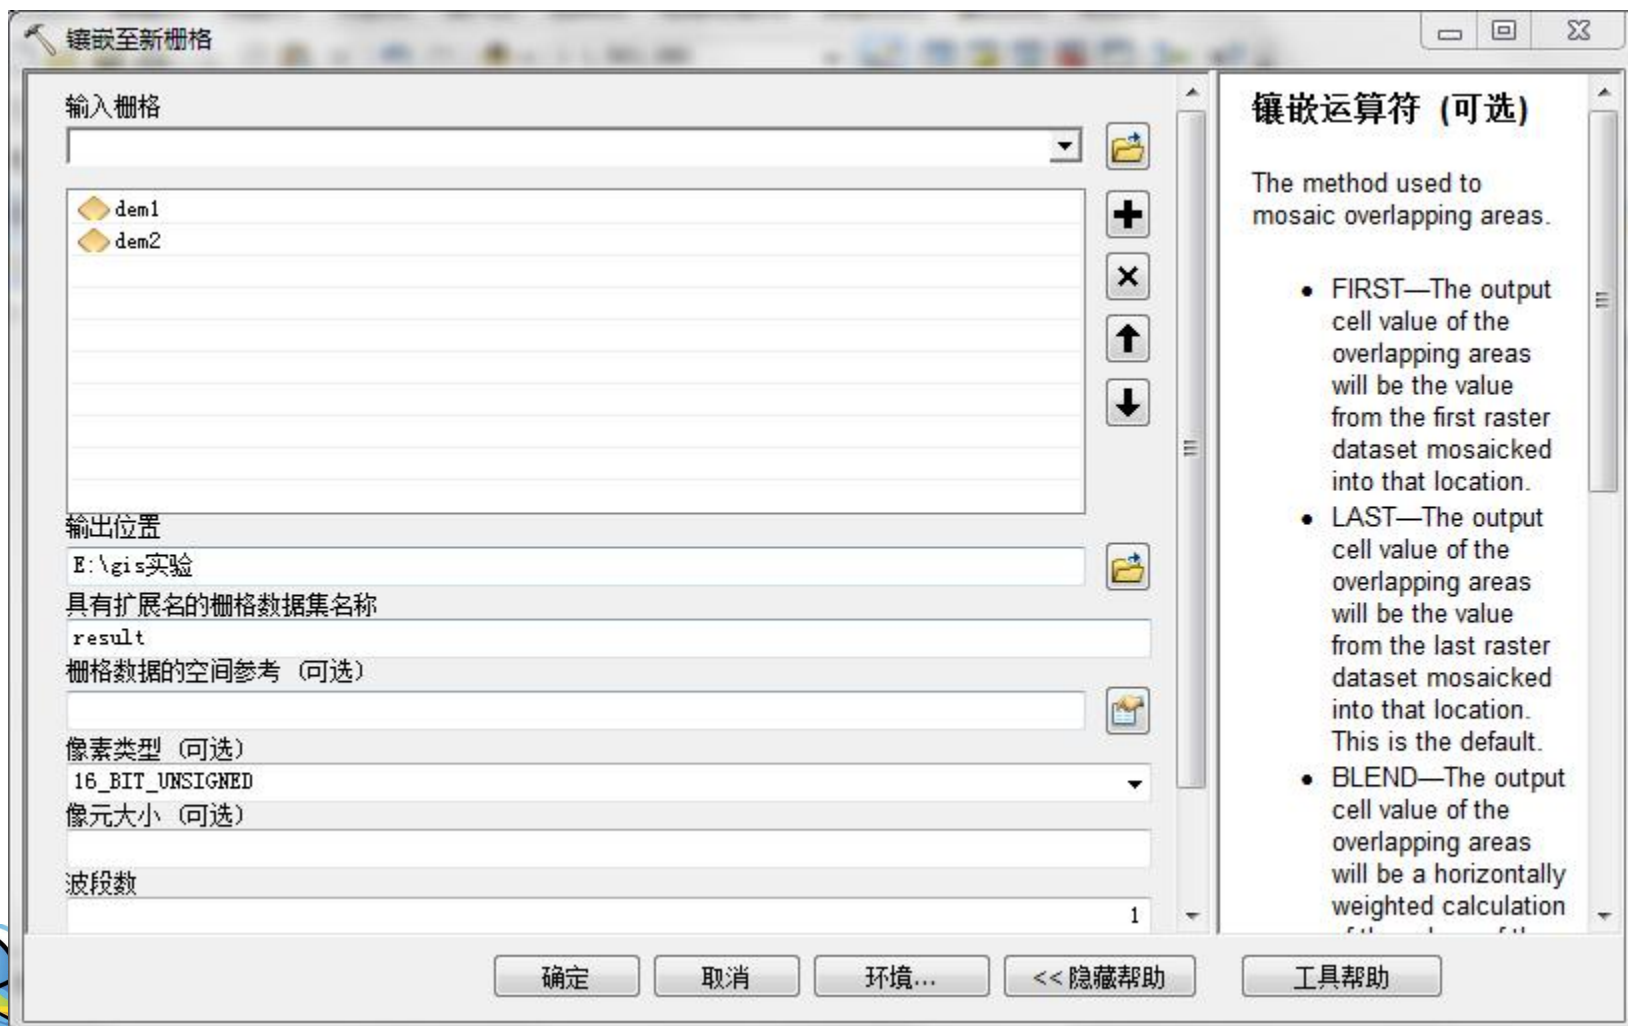 镶嵌至新栅格
输入栅格
dem1
dem2
输出位置
E:\gis实验
具有扩展名的栅格数据集名称
result
栅格数据的空间参考 (可选)
像素类型 (可选)
16_BIT_UNSIGNED
像元大小 (可选)
波段数
1
镶嵌运算符 (可选)
The method used to
mosaic overlapping areas.
FIRST—The output
cell value of the
overlapping areas
will be the value
from the first raster
dataset mosaicked
into that location.
LAST—The output
cell value of the
overlapping areas
will be the value
from the last raster
dataset mosaicked
into that location.
This is the default.
BLEND—The output
cell value of the
overlapping areas
will be a horizontally
weighted calculation
确定
取消
环境...
<< 隐藏帮助
工具帮助